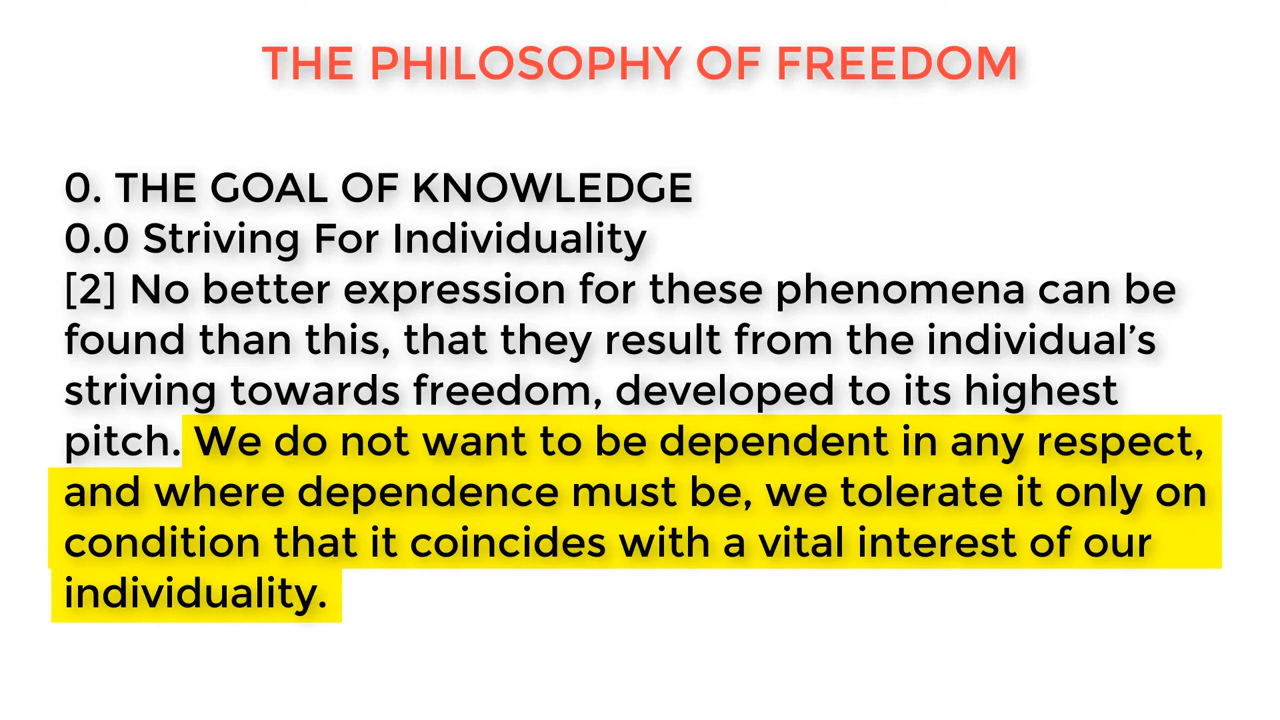 THE PHILOSOPHY OF FREEDOM
0. THE GOAL OF KNOWLEDGE
0.0 Striving For Individuality
[2] No better expression for these phenomena can be
found than this, that they result from the individual’s
striving towards freedom, developed to its highest
pitch. We do not want to be dependent in any respect,
and where dependence must be, we tolerate it only on
condition that it coincides with a vital interest of our
individuality.